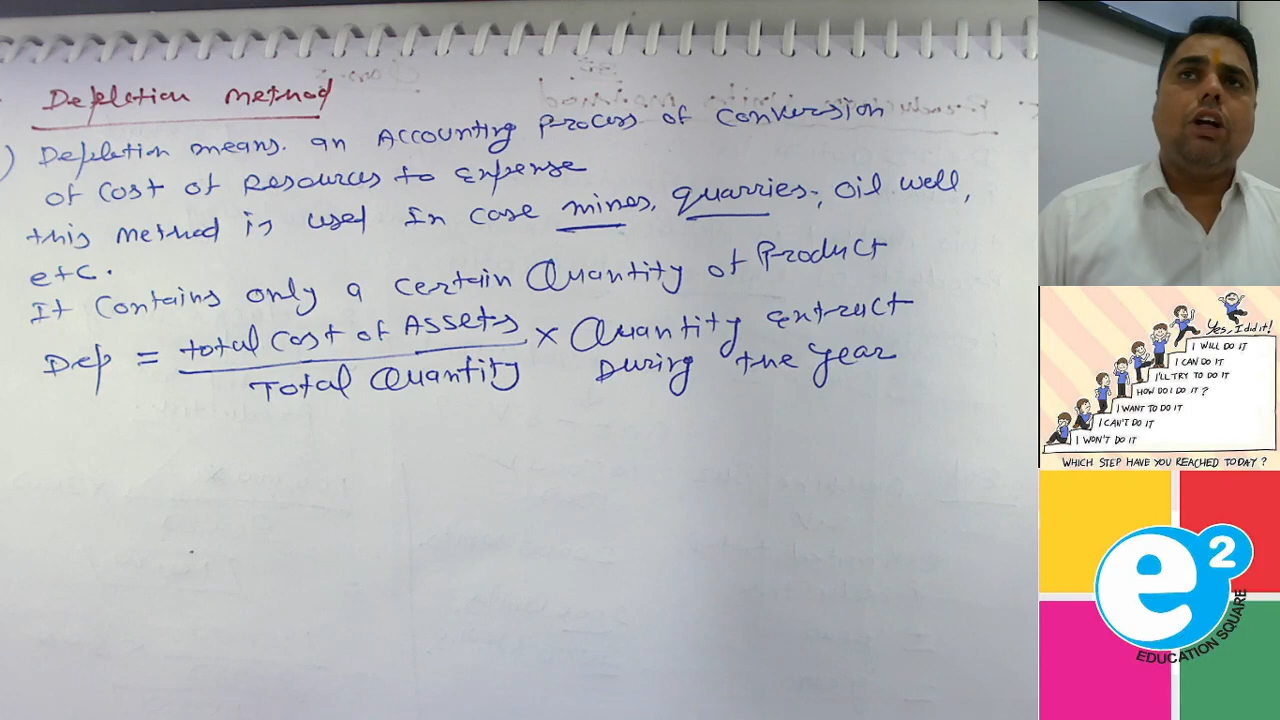 Depletion method
) Depletion means. an Accounting Process of conversion
of cost of Resources to expense
this method is used In case mines, quarries, oil well,
etc.
It contains only a certain Quantity of Product
Dep = total cost of Assets × Quantity extract
Total Quantity During the year
Yes, I did it!
I WILL DO IT
I CAN DO IT
I'LL TRY TO DO IT
HOW DO I DO IT?
I WANT TO DO IT
I CAN'T DO IT
I WON'T DO IT
WHICH STEP HAVE YOU REACHED TODAY?
e2
EDUCATION SQUARE